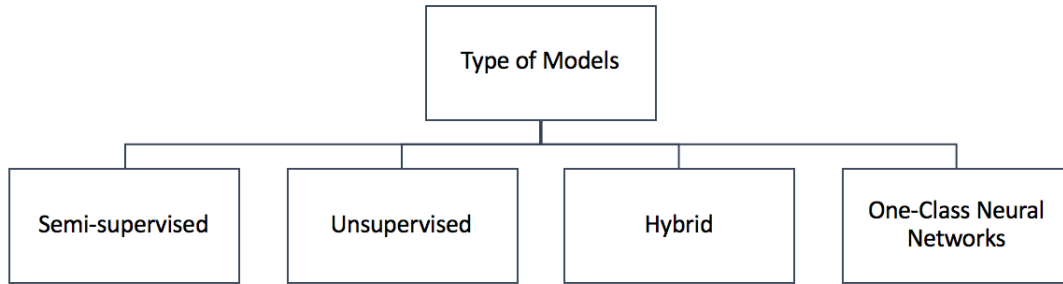 Type of Models
Semi-supervised
Unsupervised
Hybrid
One-Class Neural
Networks